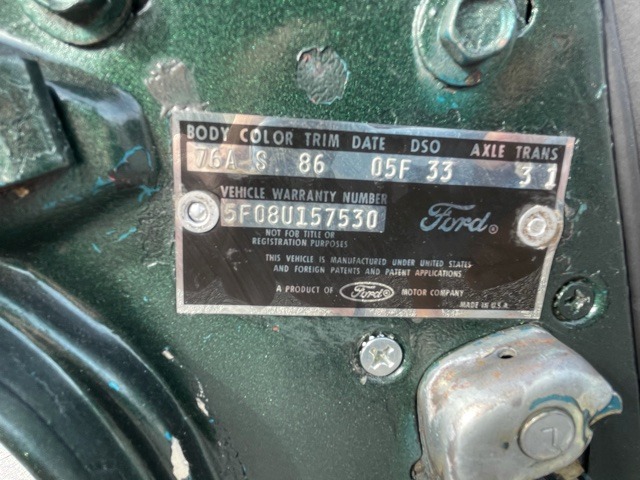 BODY COLOR TRIM DATE DSO AXLE TRANS
76A S 86 05F 33 3 1
VEHICLE WARRANTY NUMBER
5F08U157530
Ford®
NOT FOR TITLE OR
REGISTRATION PURPOSES
THIS VEHICLE IS MANUFACTURED UNDER UNITED STATES
AND FOREIGN PATENTS AND PATENT APPLICATIONS
A PRODUCT OF Ford® MOTOR COMPANY
MADE IN U.S.A.